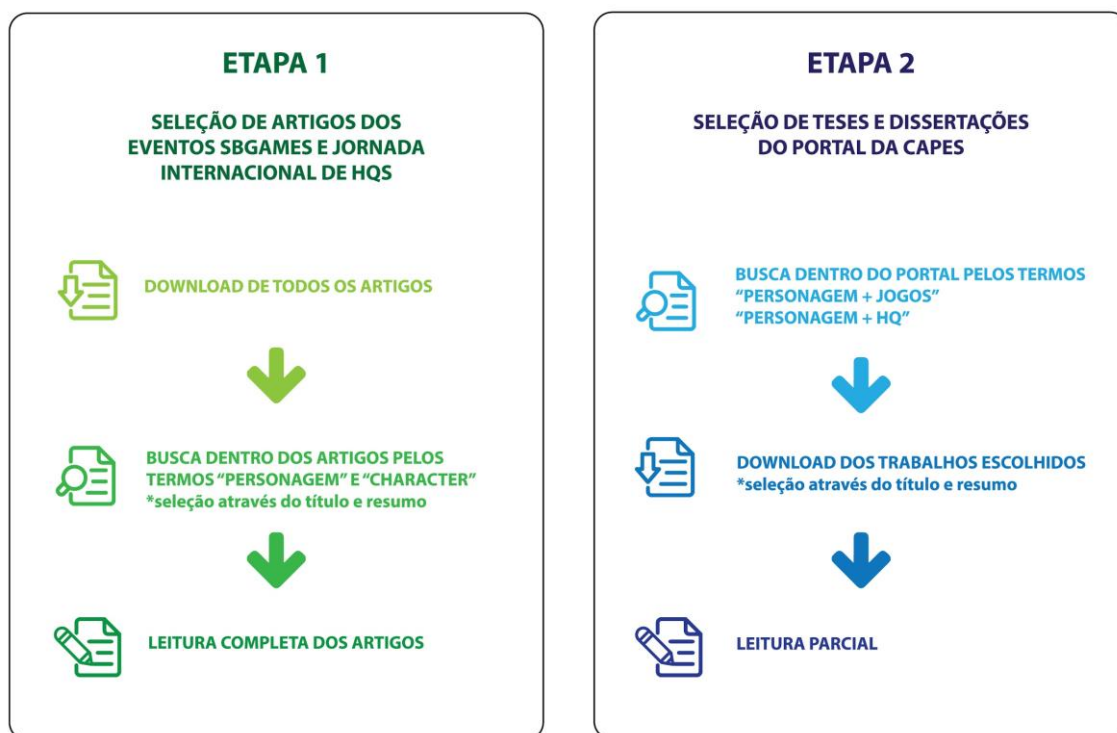 ETAPA 1
SELEÇÃO DE ARTIGOS DOS
EVENTOS SBGAMES E JORNADA
INTERNACIONAL DE HQS
DOWNLOAD DE TODOS OS ARTIGOS
BUSCA DENTRO DOS ARTIGOS PELOS
TERMOS “PERSONAGEM” E “CHARACTER”
*seleção através do título e resumo
LEITURA COMPLETA DOS ARTIGOS
ETAPA 2
SELEÇÃO DE TESES E DISSERTAÇÕES
DO PORTAL DA CAPES
BUSCA DENTRO DO PORTAL PELOS TERMOS
“PERSONAGEM + JOGOS”
“PERSONAGEM + HQ”
DOWNLOAD DOS TRABALHOS ESCOLHIDOS
*seleção através do título e resumo
LEITURA PARCIAL